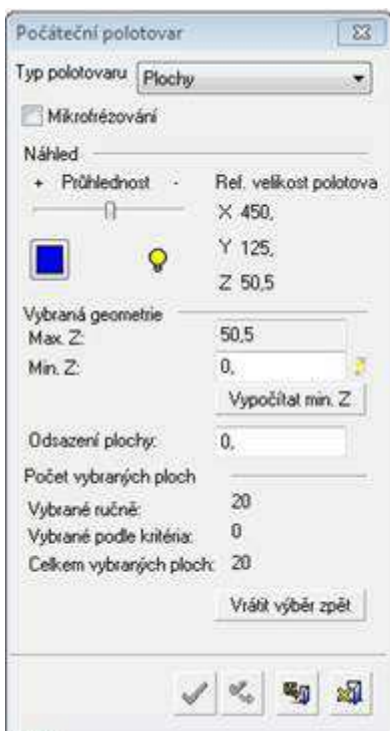 Počáteční polotovar
Typ polotovaru Plochy
Mikrofrézování
Náhled
+ Průhlednost - Ref. velikost polotova
X 450,
Y 125,
Z 50,5
Vybraná geometrie
Max. Z: 50,5
Min. Z: 0,
Vypočítat min. Z
Odsazení plochy: 0,
Počet vybraných ploch
Vybrané ručně: 20
Vybrané podle kritéria: 0
Celkem vybraných ploch: 20
Vrátit výběr zpět